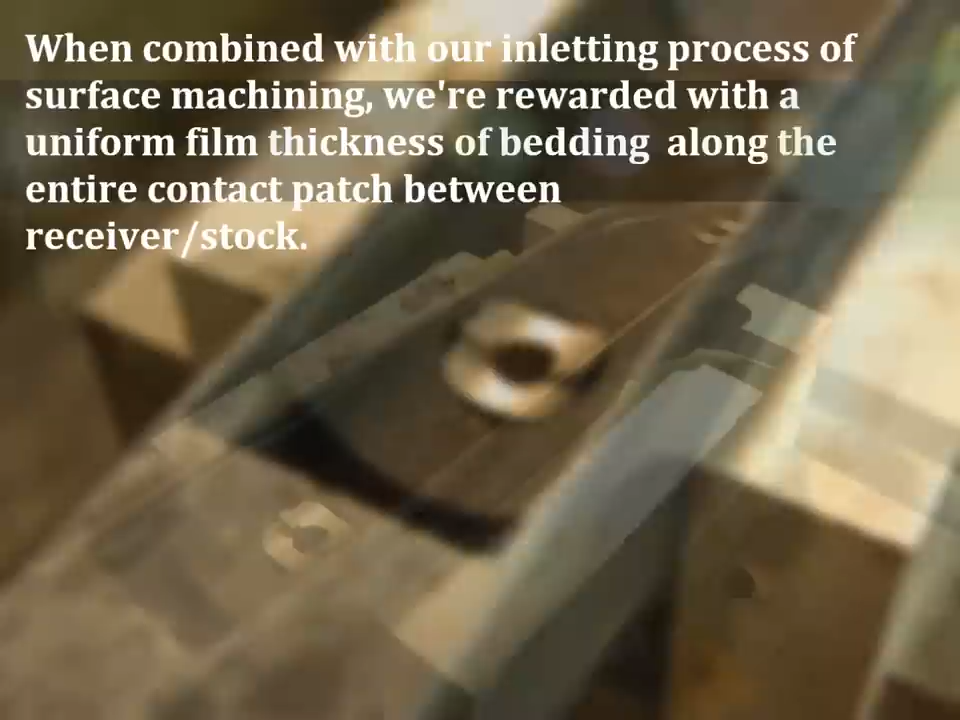 When combined with our inletting process of
surface machining, we're rewarded with a
uniform film thickness of bedding  along the
entire contact patch between
receiver/stock.